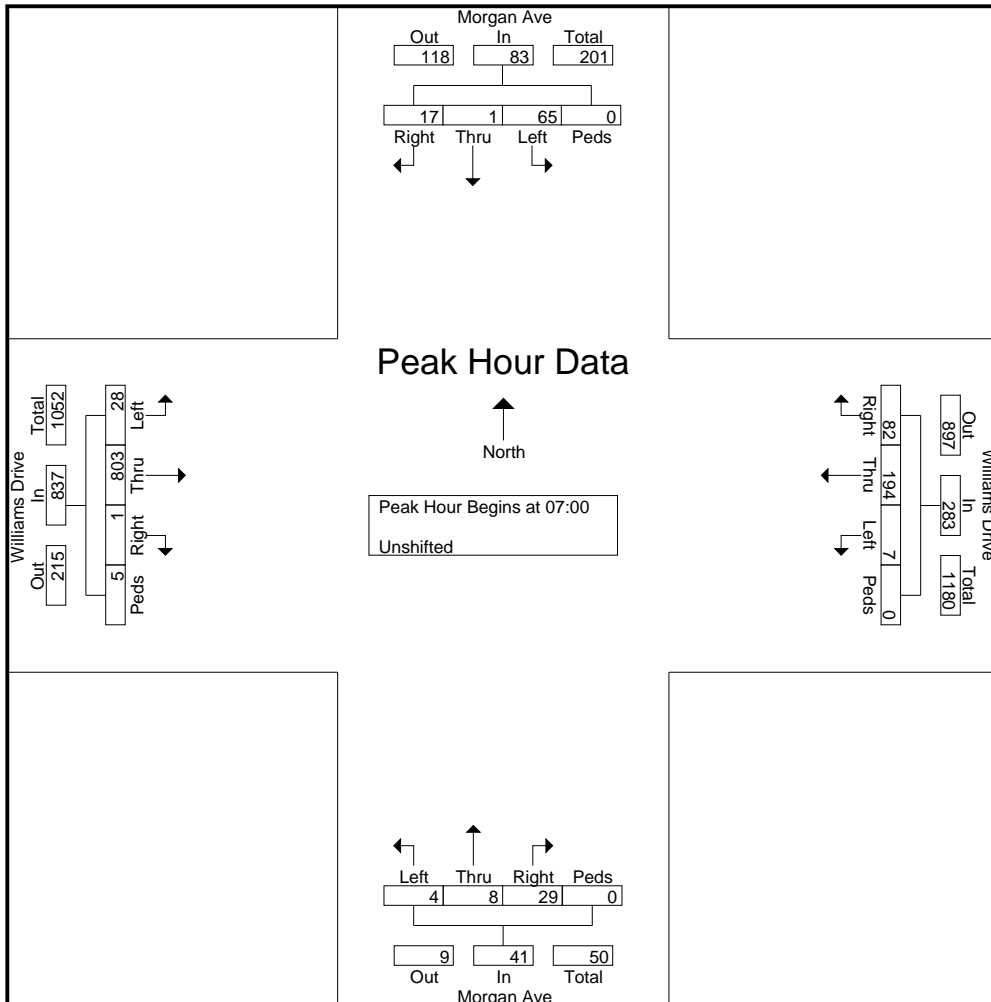 Morgan Ave
Out In Total
118 83 201
17 1 65 0
Right Thru Left Peds
Peak Hour Data
North
Peak Hour Begins at 07:00
Unshifted
Williams Drive
Total In Out
1052 837 215
28 803 1 5
Left Thru Right Peds
Williams Drive
Out In Total
897 283 1180
82 194 7 0
Right Thru Left Peds
Left Thru Right Peds
4 8 29 0
9 41 50
Out In Total
Morgan Ave